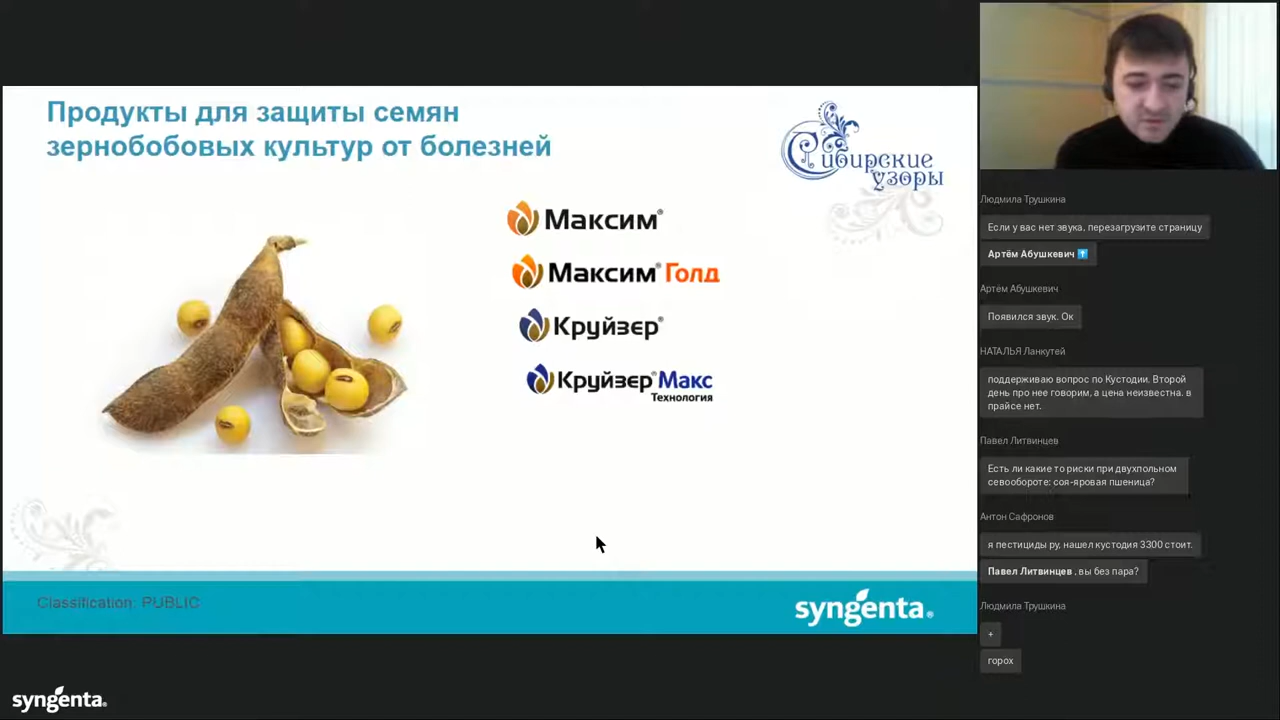 Продукты для защиты семян
зернобобовых культур от болезней
Сибирские
узоры
Максим®
Максим® Голд
Круйзер®
Круйзер® Макс
Технология
Classification: PUBLIC
syngenta®
syngenta®
Людмила Трушкина
Если у вас нет звука. перезагрузите страницу
Артём Абушкевич ⬆️
Артём Абушкевич
Появился звук. Ок
НАТАЛЬЯ Ланкутей
поддерживаю вопрос по Кустодии. Второй
день про нее говорим, а цена неизвестна. в
прайсе нет.
Павел Литвинцев
Есть ли какие то риски при двухпольном
севообороте: соя-яровая пшеница?
Антон Сафронов
я пестициды ру. нашел кустодия 3300 стоит.
Павел Литвинцев , вы без пара?
Людмила Трушкина
+
горох